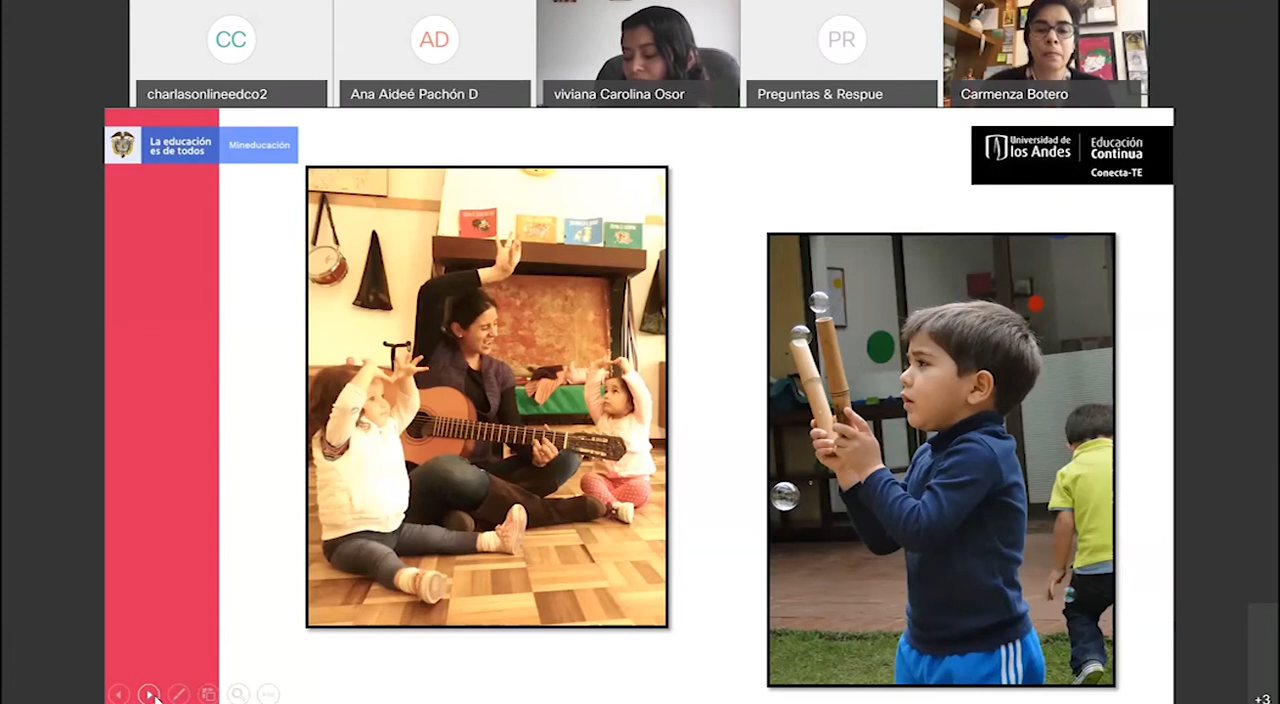 CC
AD
PR
charlasonlineedco2
Ana Aideé Pachón D
viviana Carolina Osor
Preguntas & Respue
Carmenza Botero
La educación
es de todos
Mineducación
Universidad de
los Andes
Educación
Continua
Conecta-TE
+3